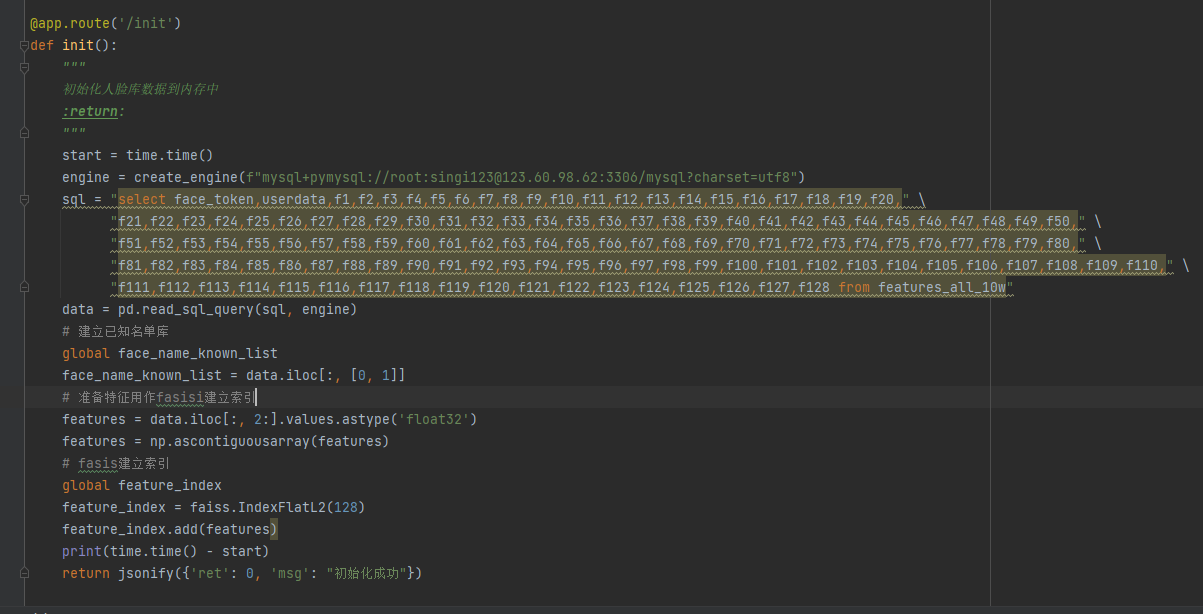 @app.route('/init')
def init():
"""
初始化人脸库数据到内存中
:return:
"""
start = time.time()
engine = create_engine(f"mysql+pymysql://root:singi123@123.60.98.62:3306/mysql?charset=utf8")
sql = "select face_token,userdata,f1,f2,f3,f4,f5,f6,f7,f8,f9,f10,f11,f12,f13,f14,f15,f16,f17,f18,f19,f20," \
"f21,f22,f23,f24,f25,f26,f27,f28,f29,f30,f31,f32,f33,f34,f35,f36,f37,f38,f39,f40,f41,f42,f43,f44,f45,f46,f47,f48,f49,f50," \
"f51,f52,f53,f54,f55,f56,f57,f58,f59,f60,f61,f62,f63,f64,f65,f66,f67,f68,f69,f70,f71,f72,f73,f74,f75,f76,f77,f78,f79,f80," \
"f81,f82,f83,f84,f85,f86,f87,f88,f89,f90,f91,f92,f93,f94,f95,f96,f97,f98,f99,f100,f101,f102,f103,f104,f105,f106,f107,f108,f109,f110," \
"f111,f112,f113,f114,f115,f116,f117,f118,f119,f120,f121,f122,f123,f124,f125,f126,f127,f128 from features_all_10w"
data = pd.read_sql_query(sql, engine)
# 建立已知名单库
global face_name_known_list
face_name_known_list = data.iloc[:, [0, 1]]
# 准备特征用作fasisi建立索引
features = data.iloc[:, 2:].values.astype('float32')
features = np.ascontiguousarray(features)
# fasis建立索引
global feature_index
feature_index = faiss.IndexFlatL2(128)
feature_index.add(features)
print(time.time() - start)
return jsonify({'ret': 0, 'msg': "初始化成功"})